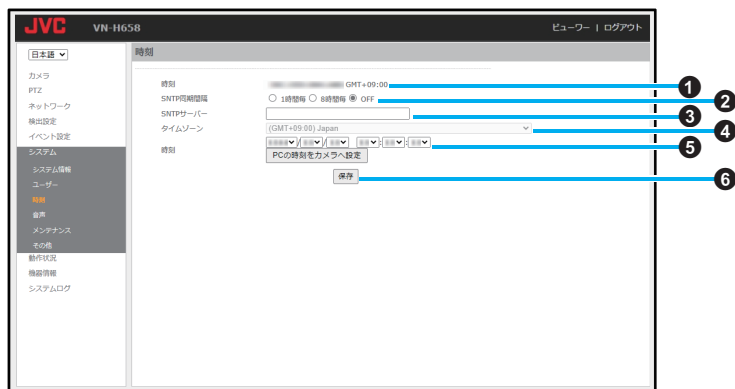 JVC VN-H658 ビューワー | ログアウト
日本語
時刻
カメラ
PTZ
ネットワーク
検出設定
イベント設定
システム
システム情報
ユーザー
時刻
音声
メンテナンス
その他
動作状況
機器情報
システムログ
時刻 GMT+09:00
SNTP同期間隔 1時間毎 8時間毎 OFF
SNTPサーバー
タイムゾーン (GMT+09:00) Japan
時刻 / / : :
PCの時刻をカメラへ設定
保存
1
2
3
4
5
6